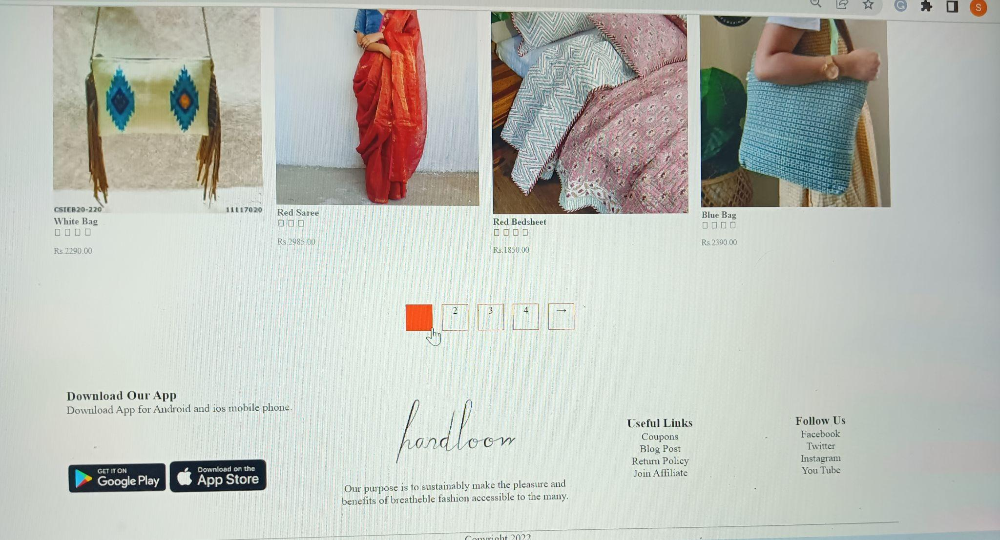 CSIEB20-220 11117020
White Bag
Rs.2290.00
Red Saree
Rs.2985.00
Red Bedsheet
Rs.1850.00
Blue Bag
Rs.2390.00
2 3 4 →
Download Our App
Download App for Android and ios mobile phone.
GET IT ON
Google Play
Download on the
App Store
handloom
Our purpose is to sustainably make the pleasure and
benefits of breatheble fashion accessible to the many.
Useful Links
Coupons
Blog Post
Return Policy
Join Affiliate
Follow Us
Facebook
Twitter
Instagram
You Tube
Copyright 2022
S